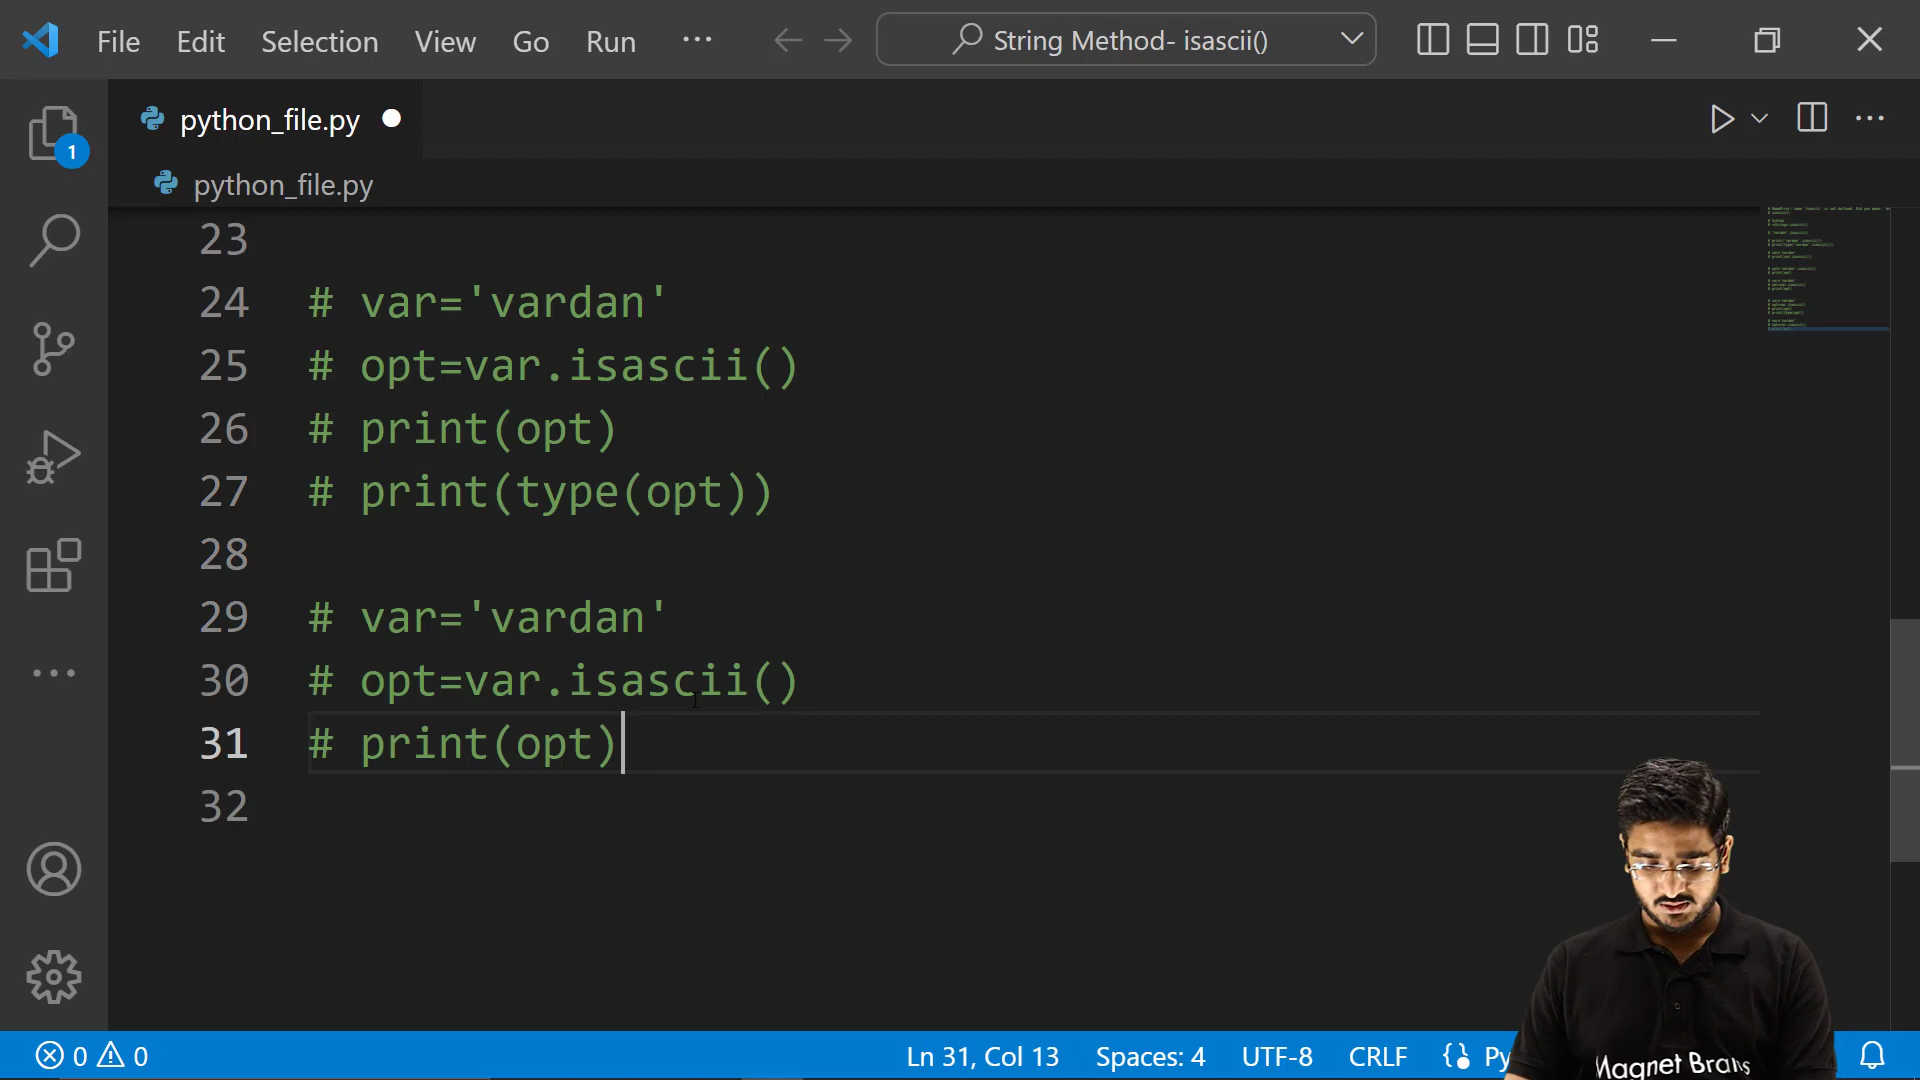 File Edit Selection View Go Run ... String Method- isascii()
python_file.py
1
python_file.py
23
24 # var='vardan'
25 # opt=var.isascii()
26 # print(opt)
27 # print(type(opt))
28
29 # var='vardan'
30 # opt=var.isascii()
31 # print(opt)
32
0 0 Ln 31, Col 13 Spaces: 4 UTF-8 CRLF Py
Magnet Brains